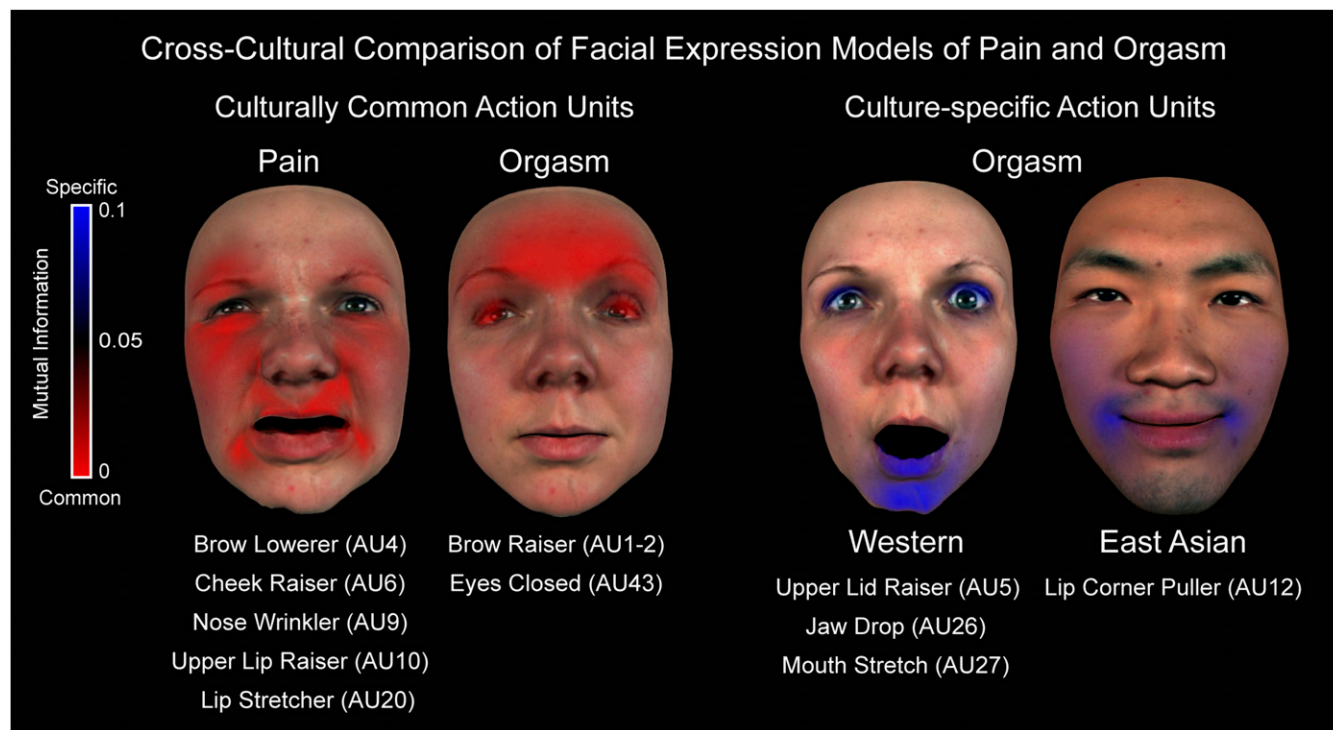 Cross-Cultural Comparison of Facial Expression Models of Pain and Orgasm
Culturally Common Action Units
Culture-specific Action Units
Pain
Orgasm
Orgasm
Specific
0.1
Mutual Information
0.05
0
Common
Brow Lowerer (AU4)
Cheek Raiser (AU6)
Nose Wrinkler (AU9)
Upper Lip Raiser (AU10)
Lip Stretcher (AU20)
Brow Raiser (AU1-2)
Eyes Closed (AU43)
Western
Upper Lid Raiser (AU5)
Jaw Drop (AU26)
Mouth Stretch (AU27)
East Asian
Lip Corner Puller (AU12)